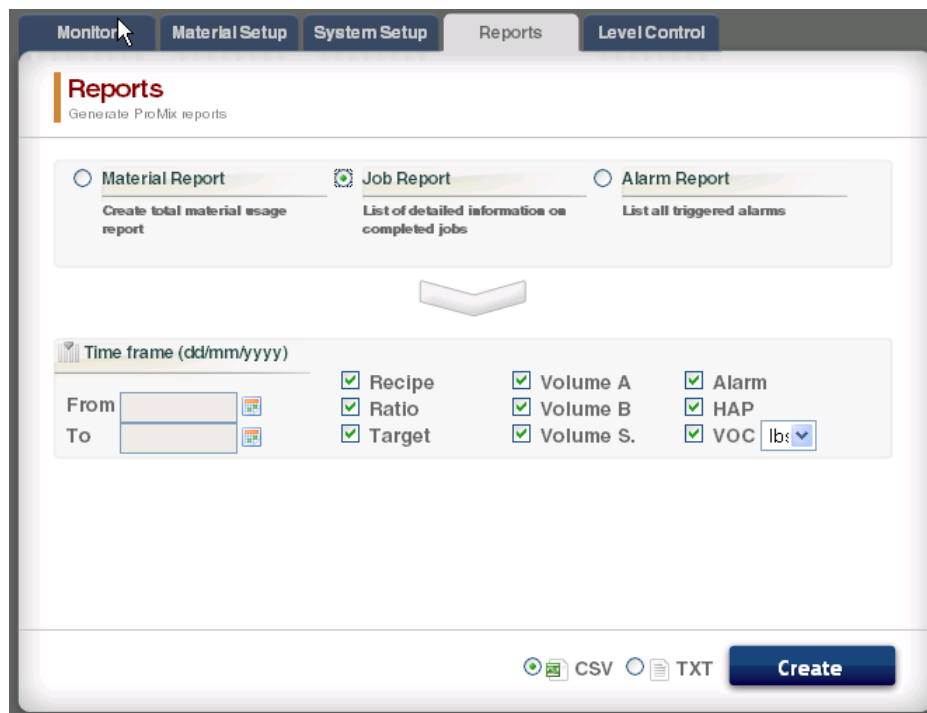 Monitor Material Setup System Setup Reports Level Control
Reports
Generate ProMix reports
Material Report
Create total material usage
report
Job Report
List of detailed information on
completed jobs
Alarm Report
List all triggered alarms
Time frame (dd/mm/yyyy)
From
To
Recipe Volume A Alarm
Ratio Volume B HAP
Target Volume S. VOC lbs
CSV TXT Create